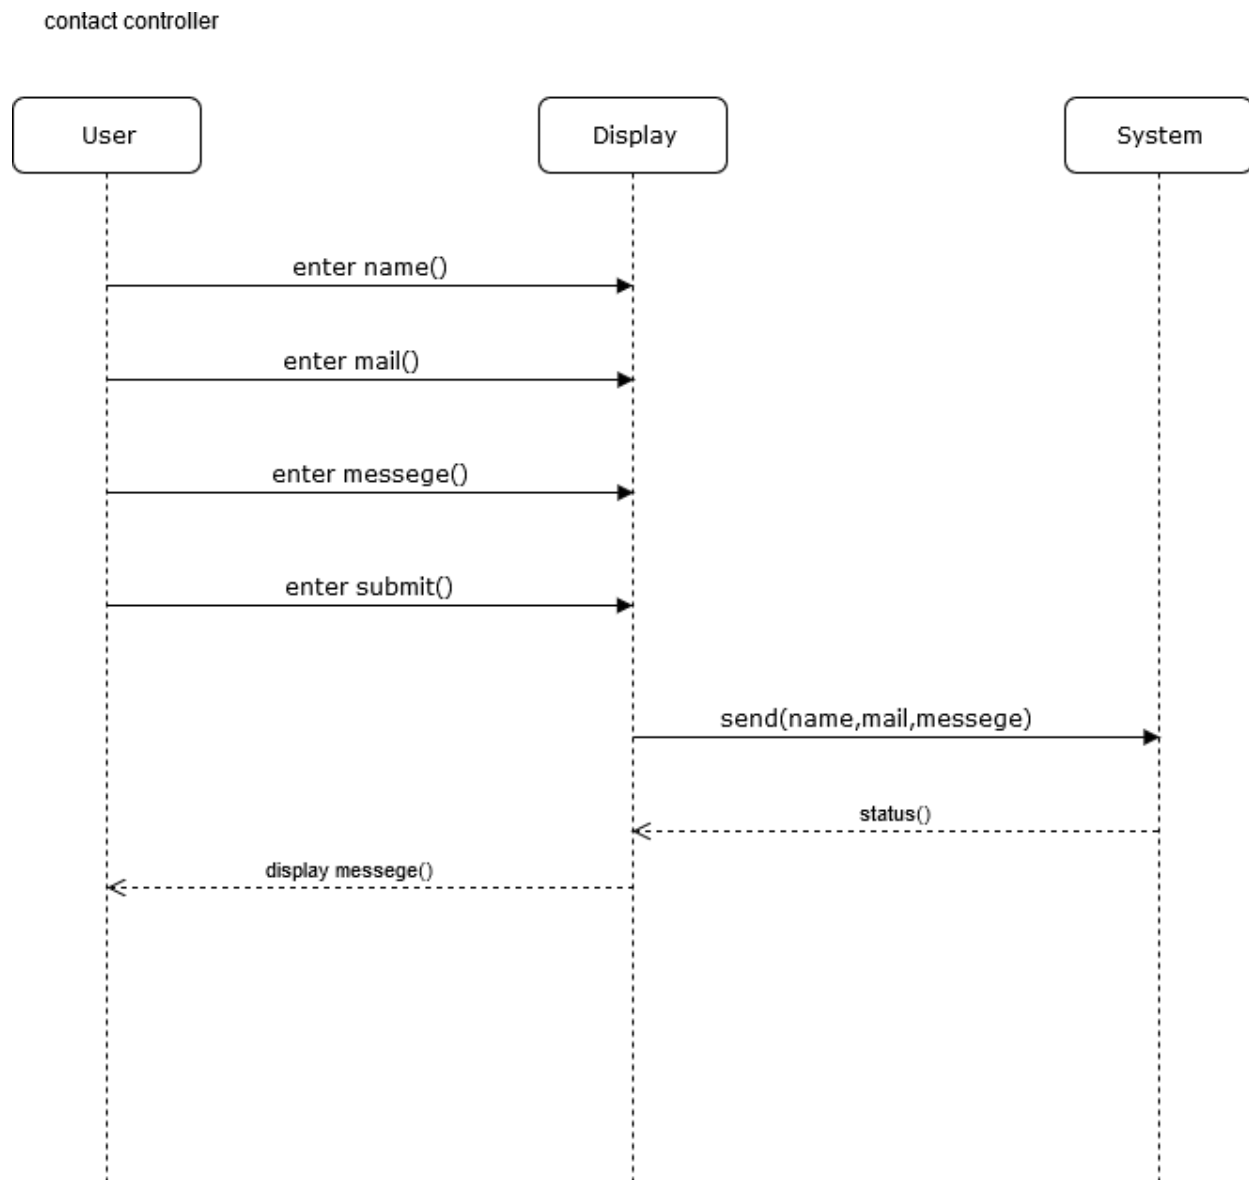 contact controller
User
Display
System
enter name()
enter mail()
enter messege()
enter submit()
send(name,mail,messege)
status()
display messege()